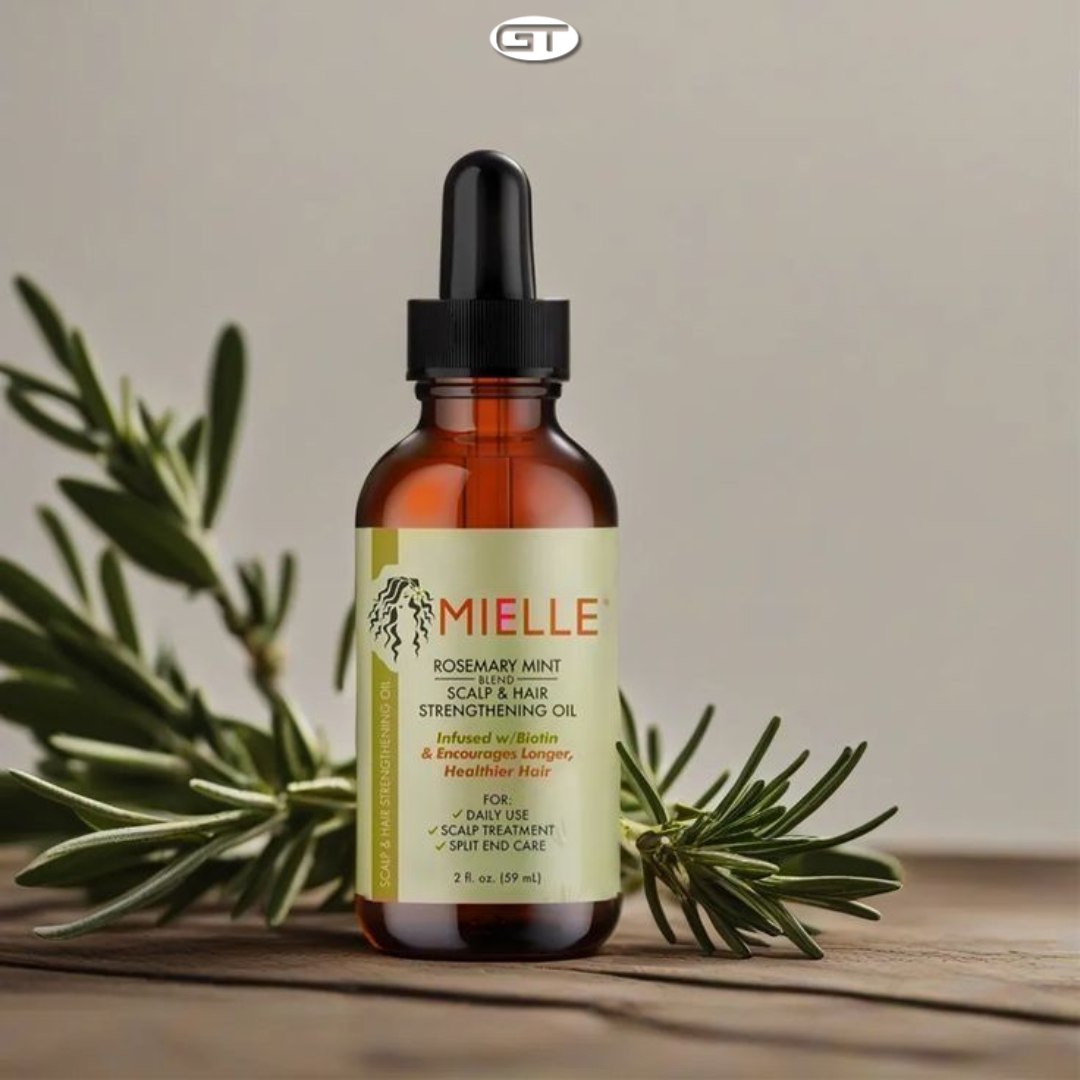 GT
MIELLE™
ROSEMARY MINT
BLEND
SCALP & HAIR
STRENGTHENING OIL
Infused w/Biotin
& Encourages Longer,
Healthier Hair
FOR:
✓ DAILY USE
✓ SCALP TREATMENT
✓ SPLIT END CARE
2 fl. oz. (59 mL)
SCALP & HAIR STRENGTHENING OIL